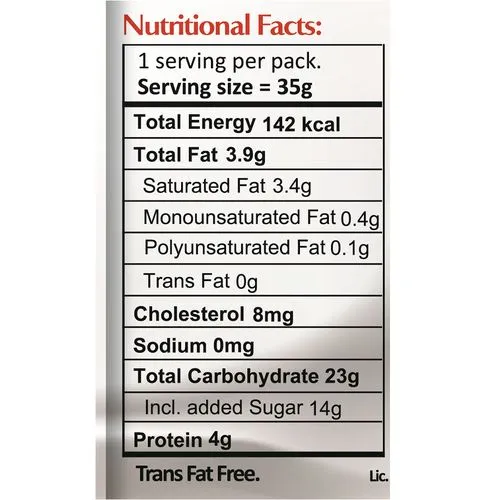 Nutritional Facts:
1 serving per pack.
Serving size = 35g
Total Energy 142 kcal
Total Fat 3.9g
Saturated Fat 3.4g
Monounsaturated Fat 0.4g
Polyunsaturated Fat 0.1g
Trans Fat 0g
Cholesterol 8mg
Sodium 0mg
Total Carbohydrate 23g
Incl. added Sugar 14g
Protein 4g
Trans Fat Free.
Lic.